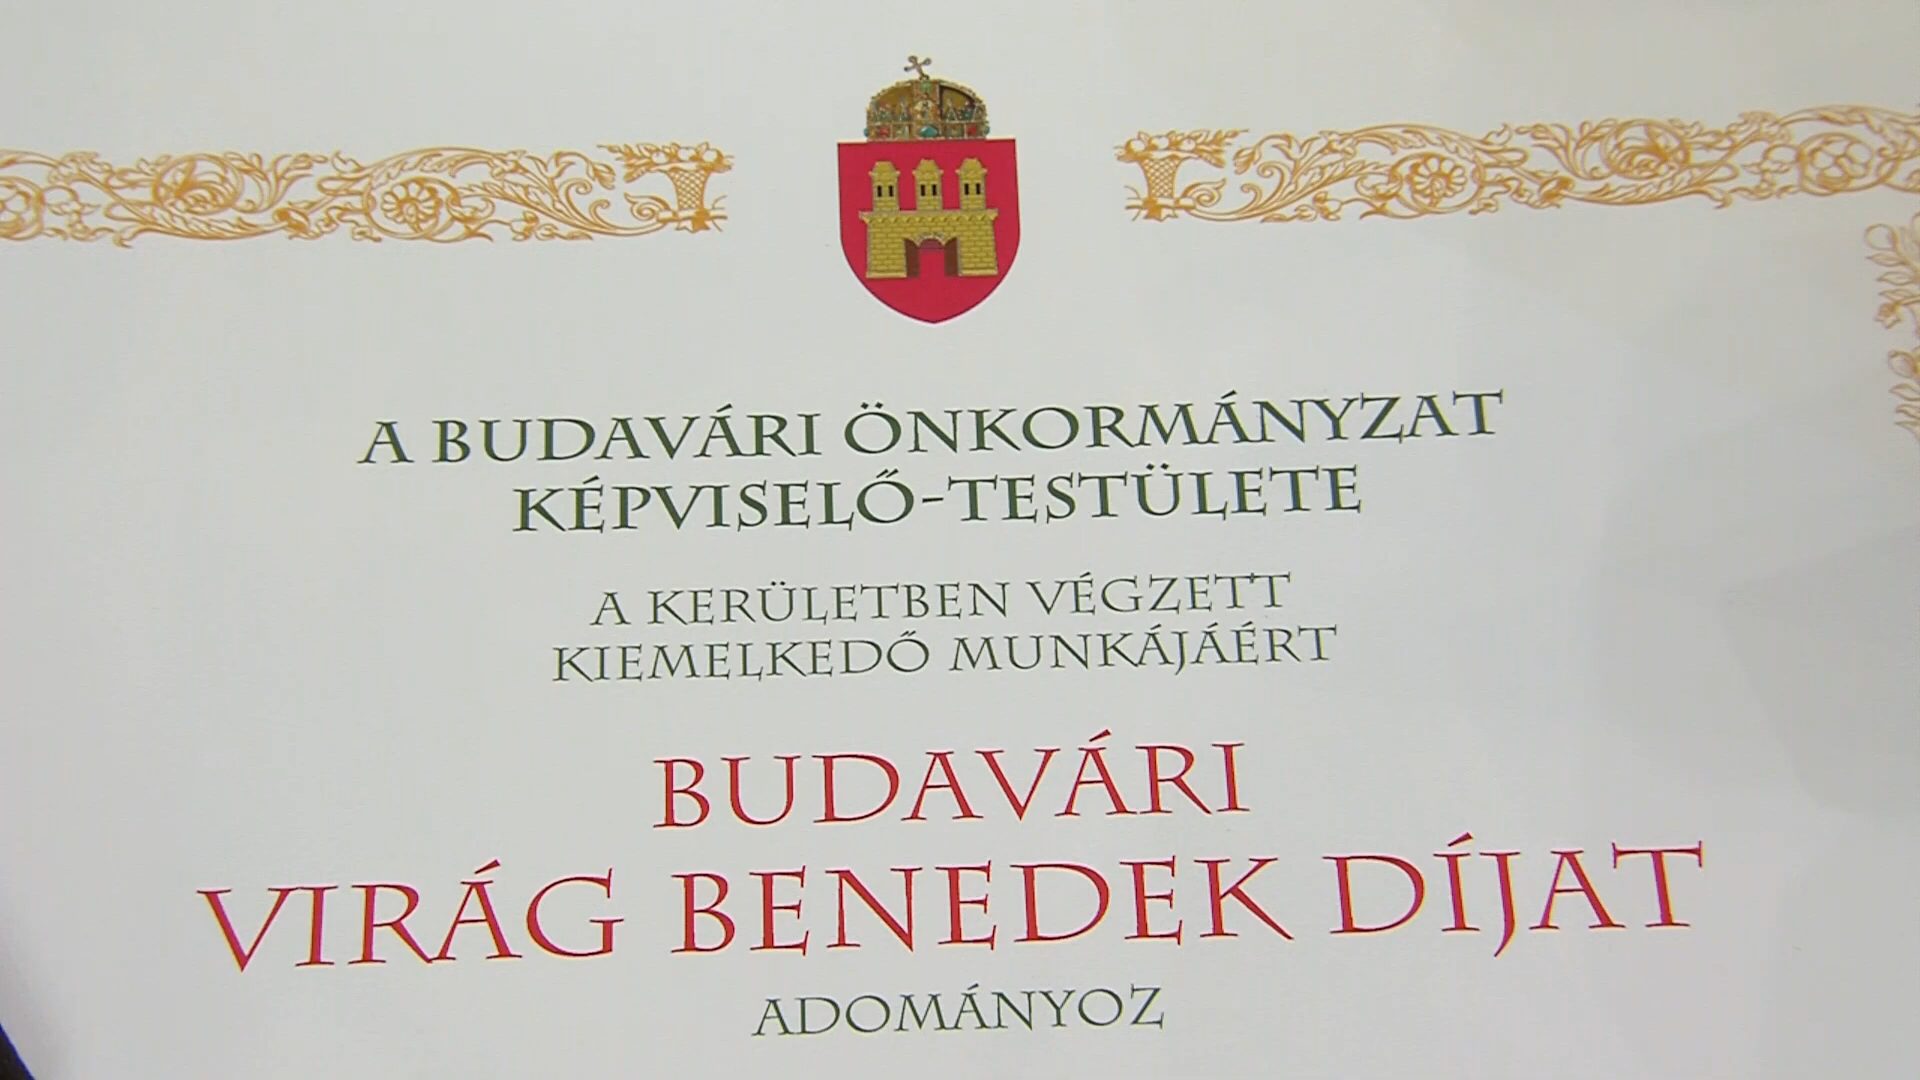 A BUDAVÁRI ÖNKORMÁNYZAT
KÉPVISELŐ-TESTÜLETE
A KERÜLETBEN VÉGZETT
KIEMELKEDŐ MUNKÁJÁÉRT
BUDAVÁRI
VIRÁG BENEDEK DÍJAT
ADOMÁNYOZ